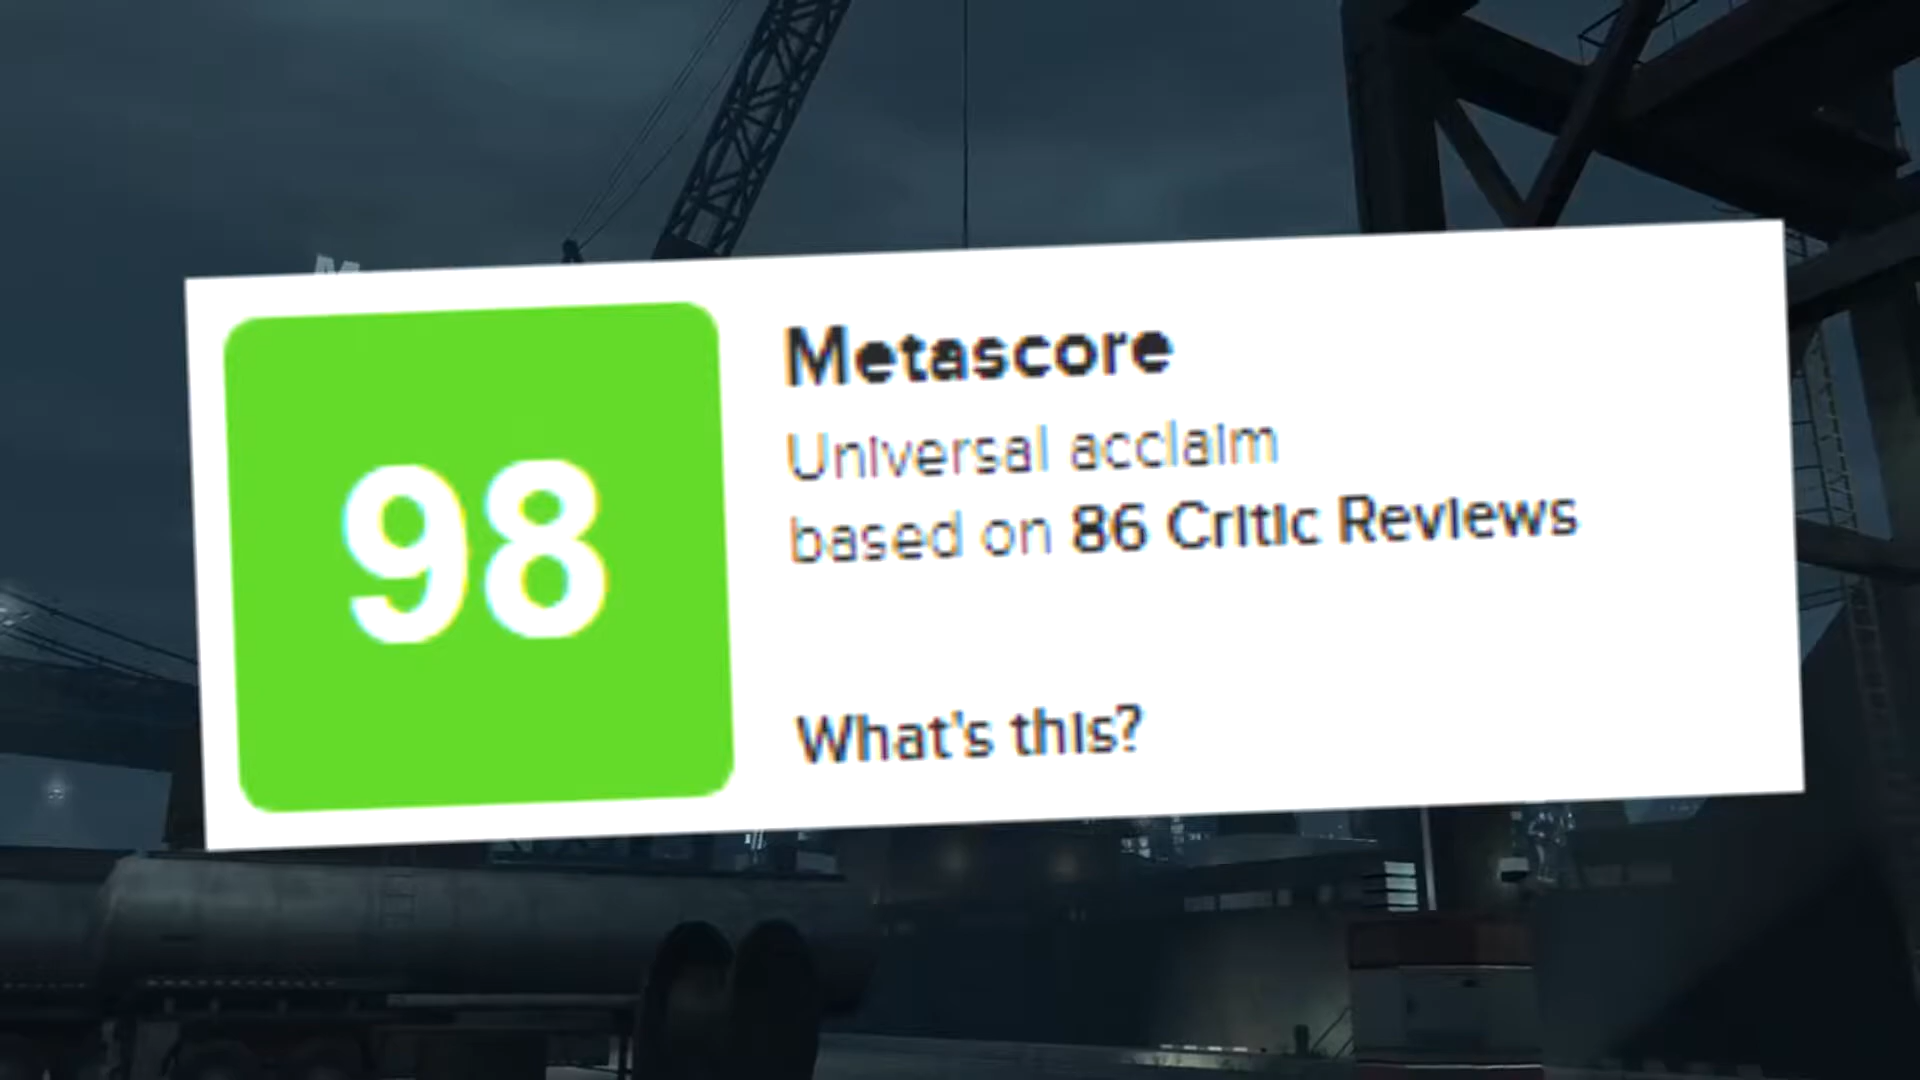 98
Metascore
Universal acclaim
based on 86 Critic Reviews
What's this?